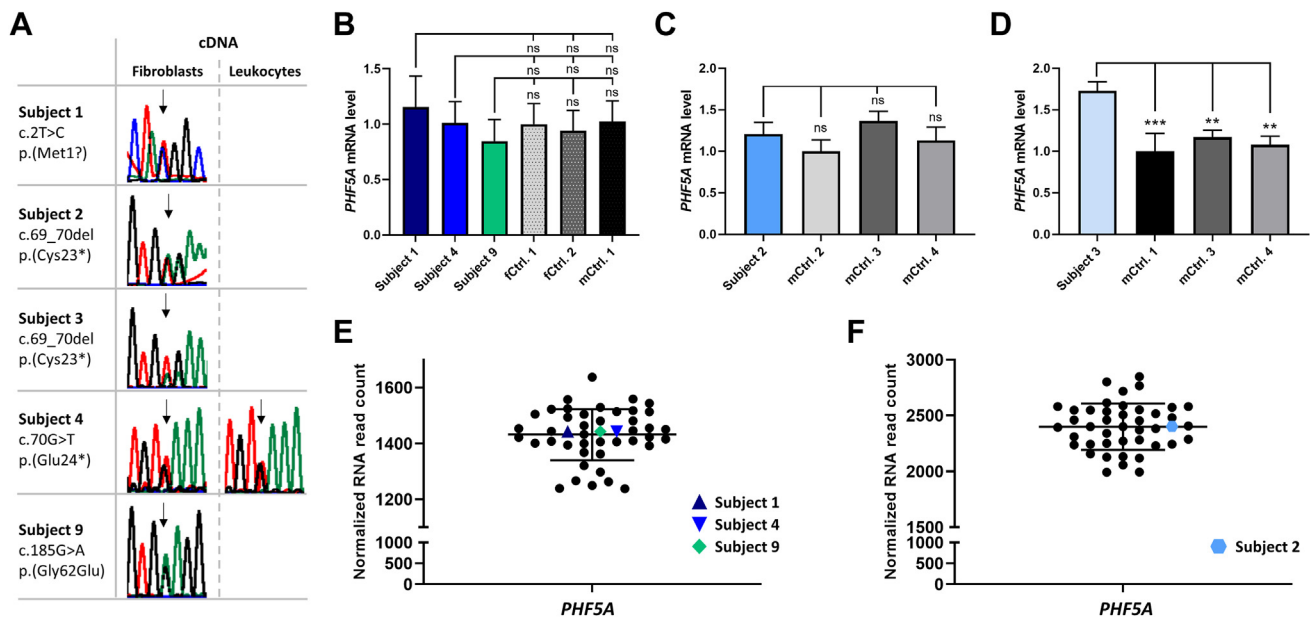 A
cDNA
Fibroblasts Leukocytes
Subject 1
c.2T>C
p.(Met1?)
Subject 2
c.69_70del
p.(Cys23*)
Subject 3
c.69_70del
p.(Cys23*)
Subject 4
c.70G>T
p.(Glu24*)
Subject 9
c.185G>A
p.(Gly62Glu)
B
PHF5A mRNA level
1.5
1.0
0.5
0.0
ns ns ns
ns ns ns
ns ns ns
Subject 1 Subject 4 Subject 9 fCtrl. 1 fCtrl. 2 mCtrl. 1
C
PHF5A mRNA level
2.0
1.5
1.0
0.5
0.0
ns ns ns
Subject 2 mCtrl. 2 mCtrl. 3 mCtrl. 4
D
PHF5A mRNA level
2.0
1.5
1.0
0.5
0.0
*** ** **
Subject 3 mCtrl. 1 mCtrl. 3 mCtrl. 4
E
Normalized RNA read count
1600
1400
1200
1000
500
0
Subject 1
Subject 4
Subject 9
PHF5A
F
Normalized RNA read count
3000
2500
2000
1500
1000
500
0
Subject 2
PHF5A